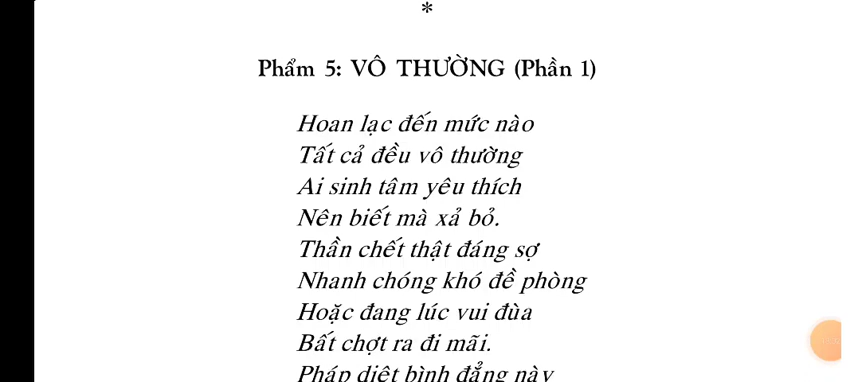 *
Phẩm 5: VÔ THƯỜNG (Phần 1)
Hoan lạc đến mức nào
Tất cả đều vô thường
Ai sinh tâm yêu thích
Nên biết mà xả bỏ.
Thần chết thật đáng sợ
Nhanh chóng khó đề phòng
Hoặc đang lúc vui đùa
Bất chợt ra đi mãi.
Pháp diệt bình đẳng này